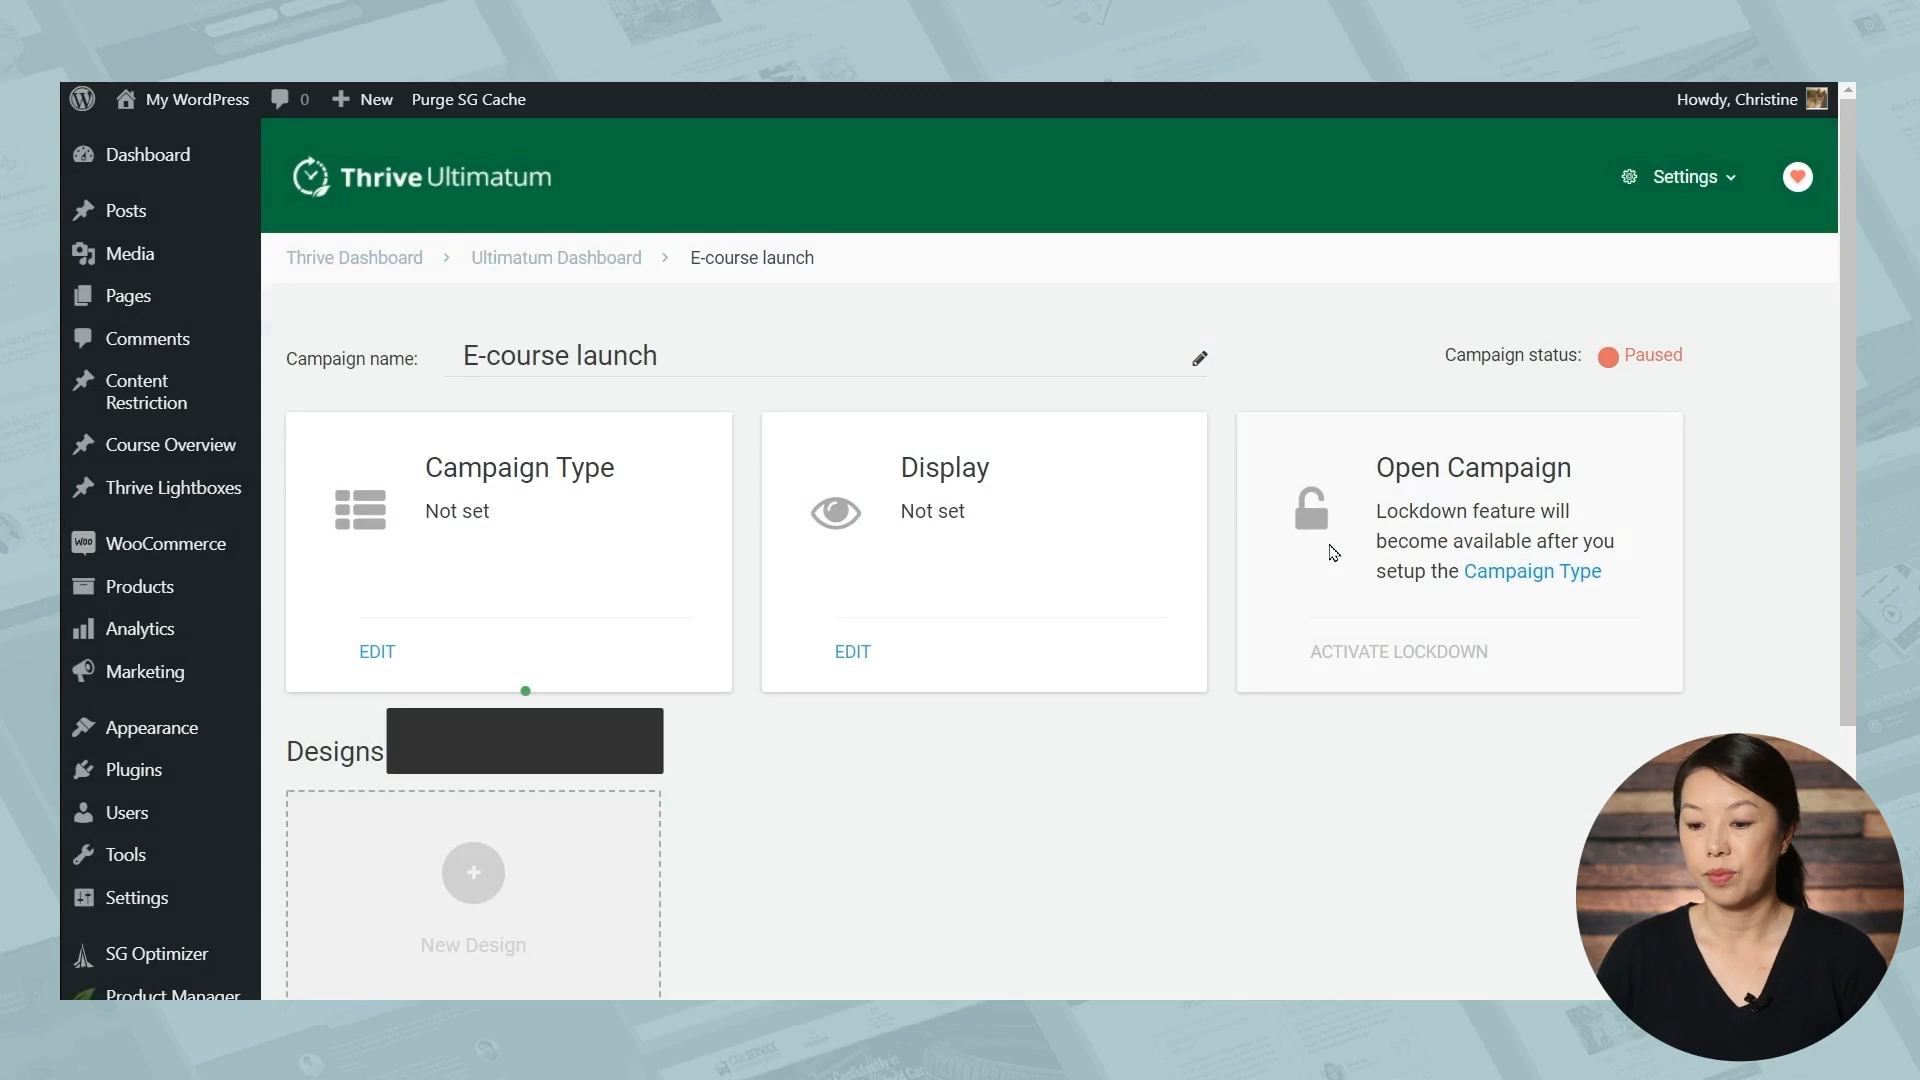 My WordPress
0
New
Purge SG Cache
Howdy, Christine
Dashboard
Posts
Media
Pages
Comments
Content
Restriction
Course Overview
Thrive Lightboxes
Woo
WooCommerce
Products
Analytics
Marketing
Appearance
Plugins
Users
Tools
Settings
SG Optimizer
Product Manager
Thrive Ultimatum
Settings
Thrive Dashboard > Ultimatum Dashboard > E-course launch
Campaign name: E-course launch
Campaign status: Paused
Campaign Type
Not set
EDIT
Display
Not set
EDIT
Open Campaign
Lockdown feature will
become available after you
setup the Campaign Type
ACTIVATE LOCKDOWN
Designs
New Design